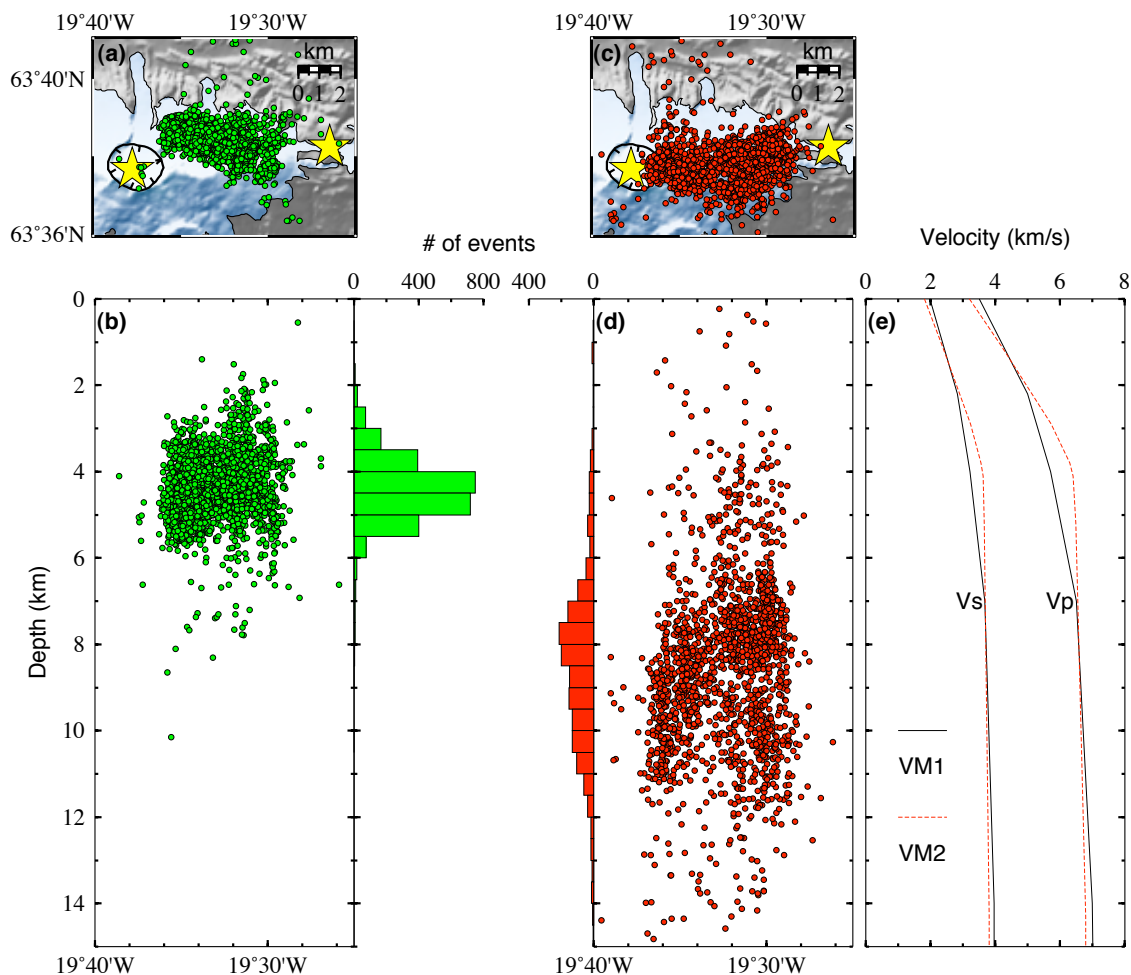 19˚40'W 19˚30'W 19˚40'W 19˚30'W
(a) km (c) km
63˚40'N
0 1 2 0 1 2
63˚36'N
# of events Velocity (km/s)
0 400 800 400 0 0 2 4 6 8
0 (b) (d) (e)
2
4
6
Vs Vp
Depth (km)
8
10
VM1
12
VM2
14
19˚40'W 19˚30'W 19˚40'W 19˚30'W